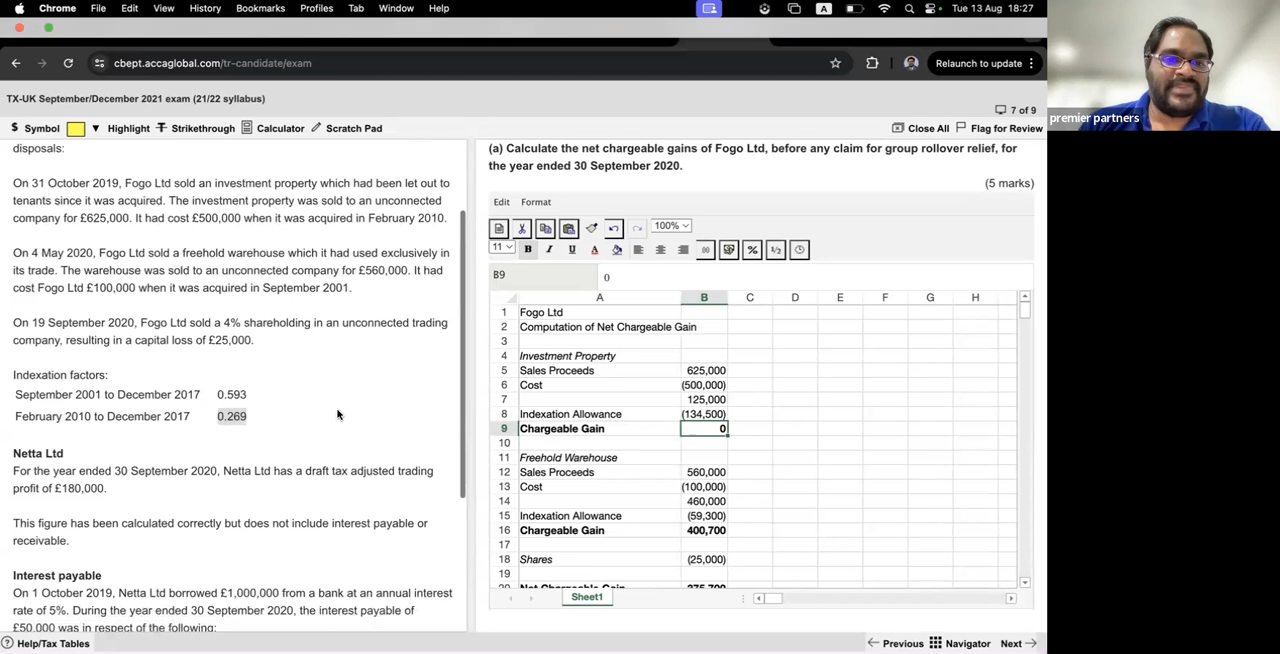 Chrome File Edit View History Bookmarks Profiles Tab Window Help A Tue 13 Aug 18:27
cbept.accaglobal.com/tr-candidate/exam Relaunch to update
premier partners
TX-UK September/December 2021 exam (21/22 syllabus)
7 of 9
$ Symbol Highlight Strikethrough Calculator Scratch Pad Close All Flag for Review
disposals:
On 31 October 2019, Fogo Ltd sold an investment property which had been let out to
tenants since it was acquired. The investment property was sold to an unconnected
company for £625,000. It had cost £500,000 when it was acquired in February 2010.
On 4 May 2020, Fogo Ltd sold a freehold warehouse which it had used exclusively in
its trade. The warehouse was sold to an unconnected company for £560,000. It had
cost Fogo Ltd £100,000 when it was acquired in September 2001.
On 19 September 2020, Fogo Ltd sold a 4% shareholding in an unconnected trading
company, resulting in a capital loss of £25,000.
Indexation factors:
September 2001 to December 2017 0.593
February 2010 to December 2017 0.269
Netta Ltd
For the year ended 30 September 2020, Netta Ltd has a draft tax adjusted trading
profit of £180,000.
This figure has been calculated correctly but does not include interest payable or
receivable.
Interest payable
On 1 October 2019, Netta Ltd borrowed £1,000,000 from a bank at an annual interest
rate of 5%. During the year ended 30 September 2020, the interest payable of
£50,000 was in respect of the following:
(a) Calculate the net chargeable gains of Fogo Ltd, before any claim for group rollover relief, for
the year ended 30 September 2020.
(5 marks)
Edit Format
100%
11 B I U A % 1/2
B9 0
A B C D E F G H
1 Fogo Ltd
2 Computation of Net Chargeable Gain
3
4 Investment Property
5 Sales Proceeds 625,000
6 Cost (500,000)
7 125,000
8 Indexation Allowance (134,500)
9 Chargeable Gain 0
10
11 Freehold Warehouse
12 Sales Proceeds 560,000
13 Cost (100,000)
14 460,000
15 Indexation Allowance (59,300)
16 Chargeable Gain 400,700
17
18 Shares (25,000)
19
20 Net Chargeable Gain 375,700
Sheet1
Help/Tax Tables Previous Navigator Next